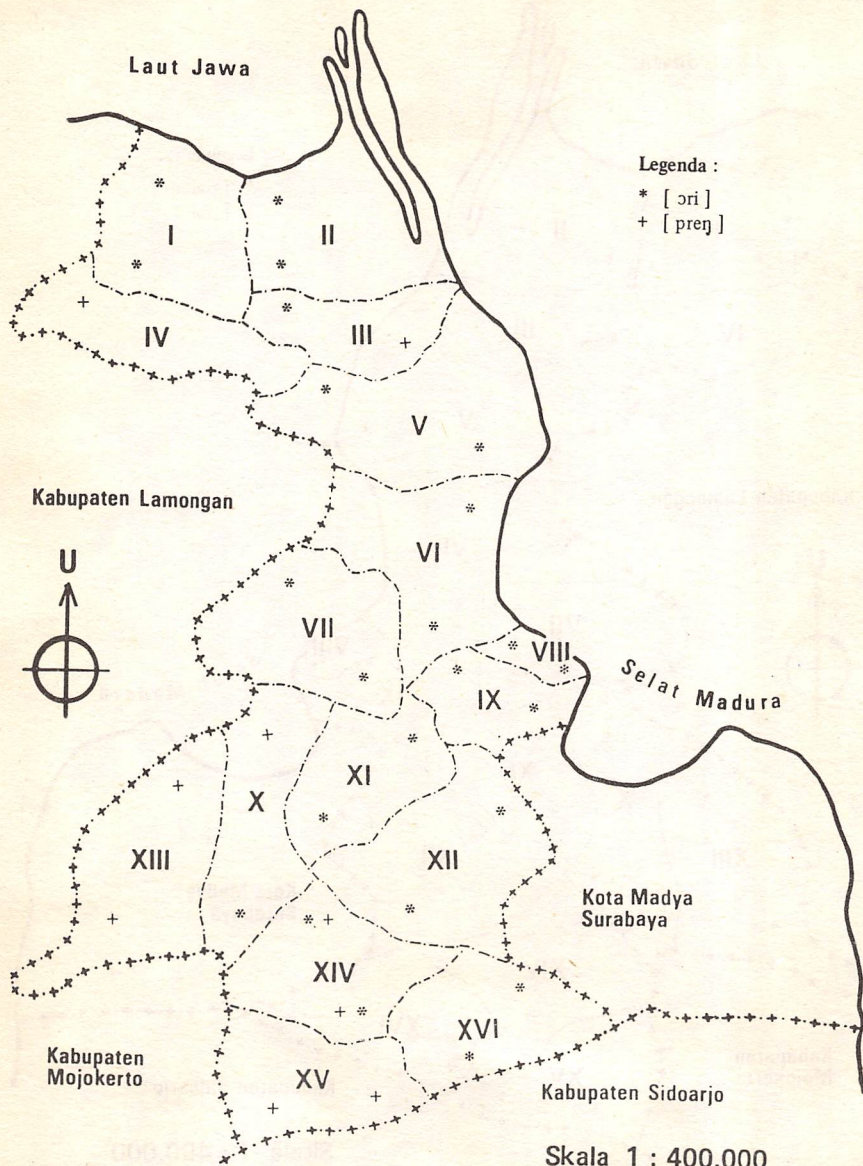 Laut Jawa
Legenda :
* [ ɔri ]
+ [ preŋ ]
I
II
III
IV
V
Kabupaten Lamongan
U
VI
VII
VIII
Selat Madura
IX
XI
X
XIII
XII
Kota Madya
Surabaya
XIV
XVI
Kabupaten
Mojokerto
XV
Kabupaten Sidoarjo
Skala 1 : 400.000